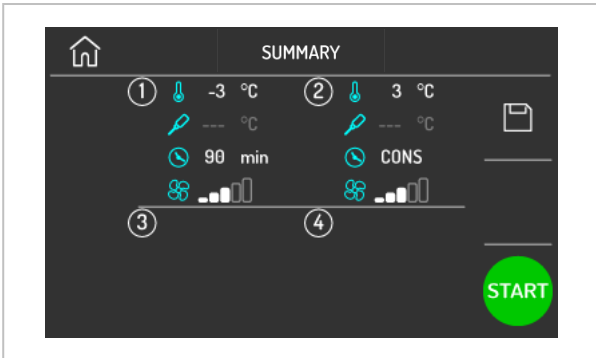 SUMMARY
1 -3 °C 2 3 °C
--- °C --- °C
90 min CONS
3 4
START